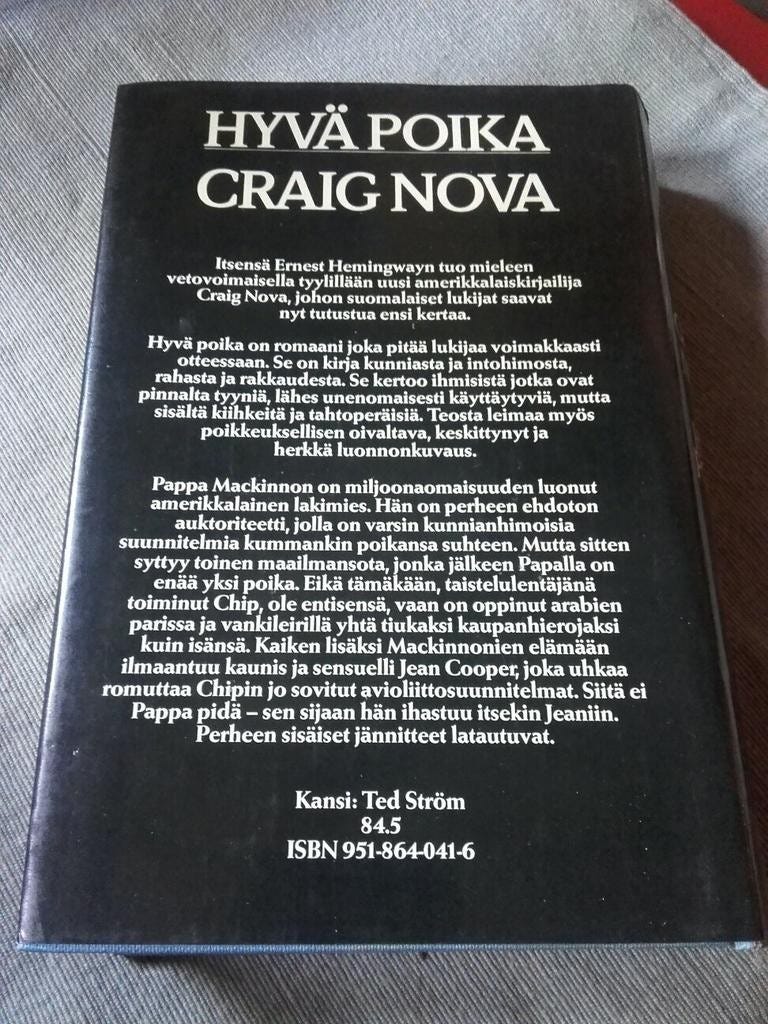 HYVÄ POIKA
CRAIG NOVA
Itsensä Ernest Hemingwayn tuo mieleen
vetovoimaisella tyylillään uusi amerikkalaiskirjailija
Craig Nova, johon suomalaiset lukijat saavat
nyt tutustua ensi kertaa.
Hyvä poika on romaani joka pitää lukijaa voimakkaasti
otteessaan. Se on kirja kunniasta ja intohimosta,
rahasta ja rakkaudesta. Se kertoo ihmisistä jotka ovat
pinnalta tyyniä, lähes unenomaisesti käyttäytyviä, mutta
sisältä kiihkeitä ja tahtoperäisiä. Teosta leimaa myös
poikkeuksellisen oivaltava, keskittynyt ja
herkkä luonnonkuvaus.
Pappa Mackinnon on miljoonaomaisuuden luonut
amerikkalainen lakimies. Hän on perheen ehdoton
auktoriteetti, jolla on varsin kunnianhimoisia
suunnitelmia kummankin poikansa suhteen. Mutta sitten
syttyy toinen maailmansota, jonka jälkeen Papalla on
enää yksi poika. Eikä tämäkään, taistelulentäjänä
toiminut Chip, ole entisensä, vaan on oppinut arabien
parissa ja vankileirillä yhtä tiukaksi kaupanhierojaksi
kuin isänsä. Kaiken lisäksi Mackinnonien elämään
ilmaantuu kaunis ja sensuelli Jean Cooper, joka uhkaa
romuttaa Chipin jo sovitut avioliittosuunnitelmat. Siitä ei
Pappa pidä – sen sijaan hän ihastuu itsekin Jeaniin.
Perheen sisäiset jännitteet latautuvat.
Kansi: Ted Ström
84.5
ISBN 951-864-041-6